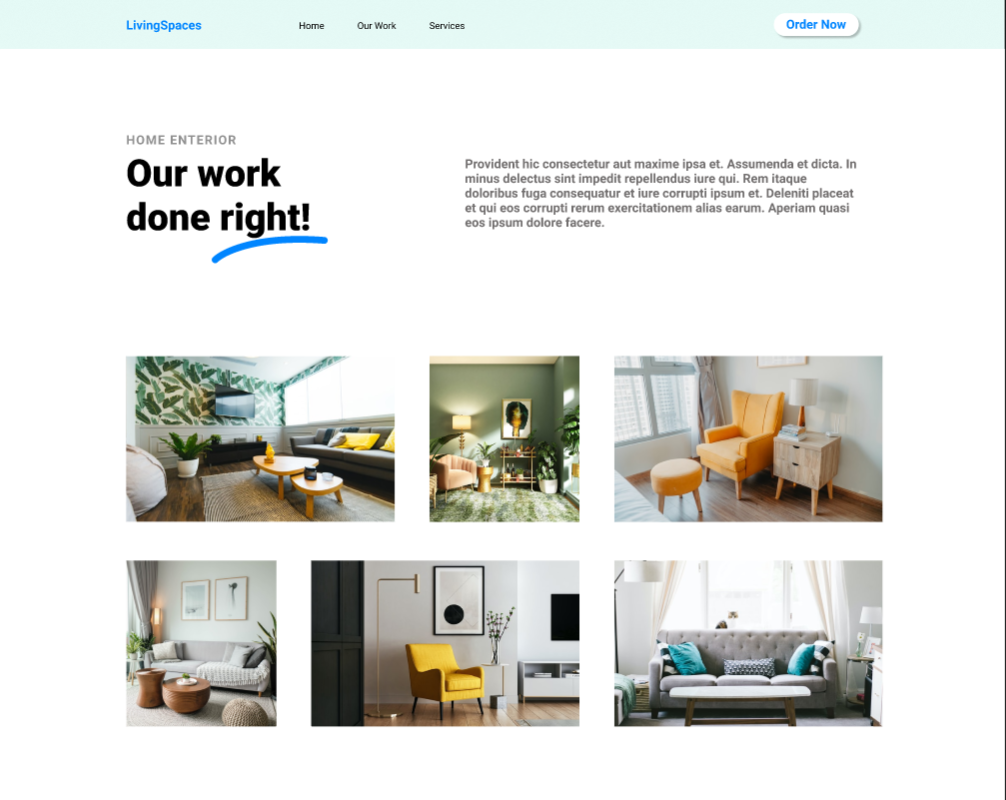 LivingSpaces
Home
Our Work
Services
Order Now
HOME ENTERIOR
Our work
done right!
Provident hic consectetur aut maxime ipsa et. Assumenda et dicta. In
minus delectus sint impedit repellendus iure qui. Rem itaque
doloribus fuga consequatur et iure corrupti ipsum et. Deleniti placeat
et qui eos corrupti rerum exercitationem alias earum. Aperiam quasi
eos ipsum dolore facere.